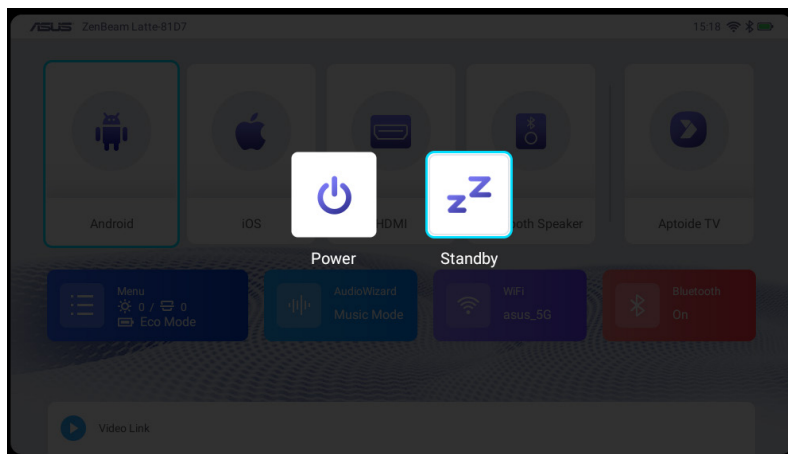 ASUS ZenBeam Latte-81D7 15:18
Android iOS HDMI Bluetooth Speaker Aptoide TV
zZ
Power Standby
Menu
0 / 0
Eco Mode
AudioWizard
Music Mode
WiFi
asus_5G
Bluetooth
On
Video Link